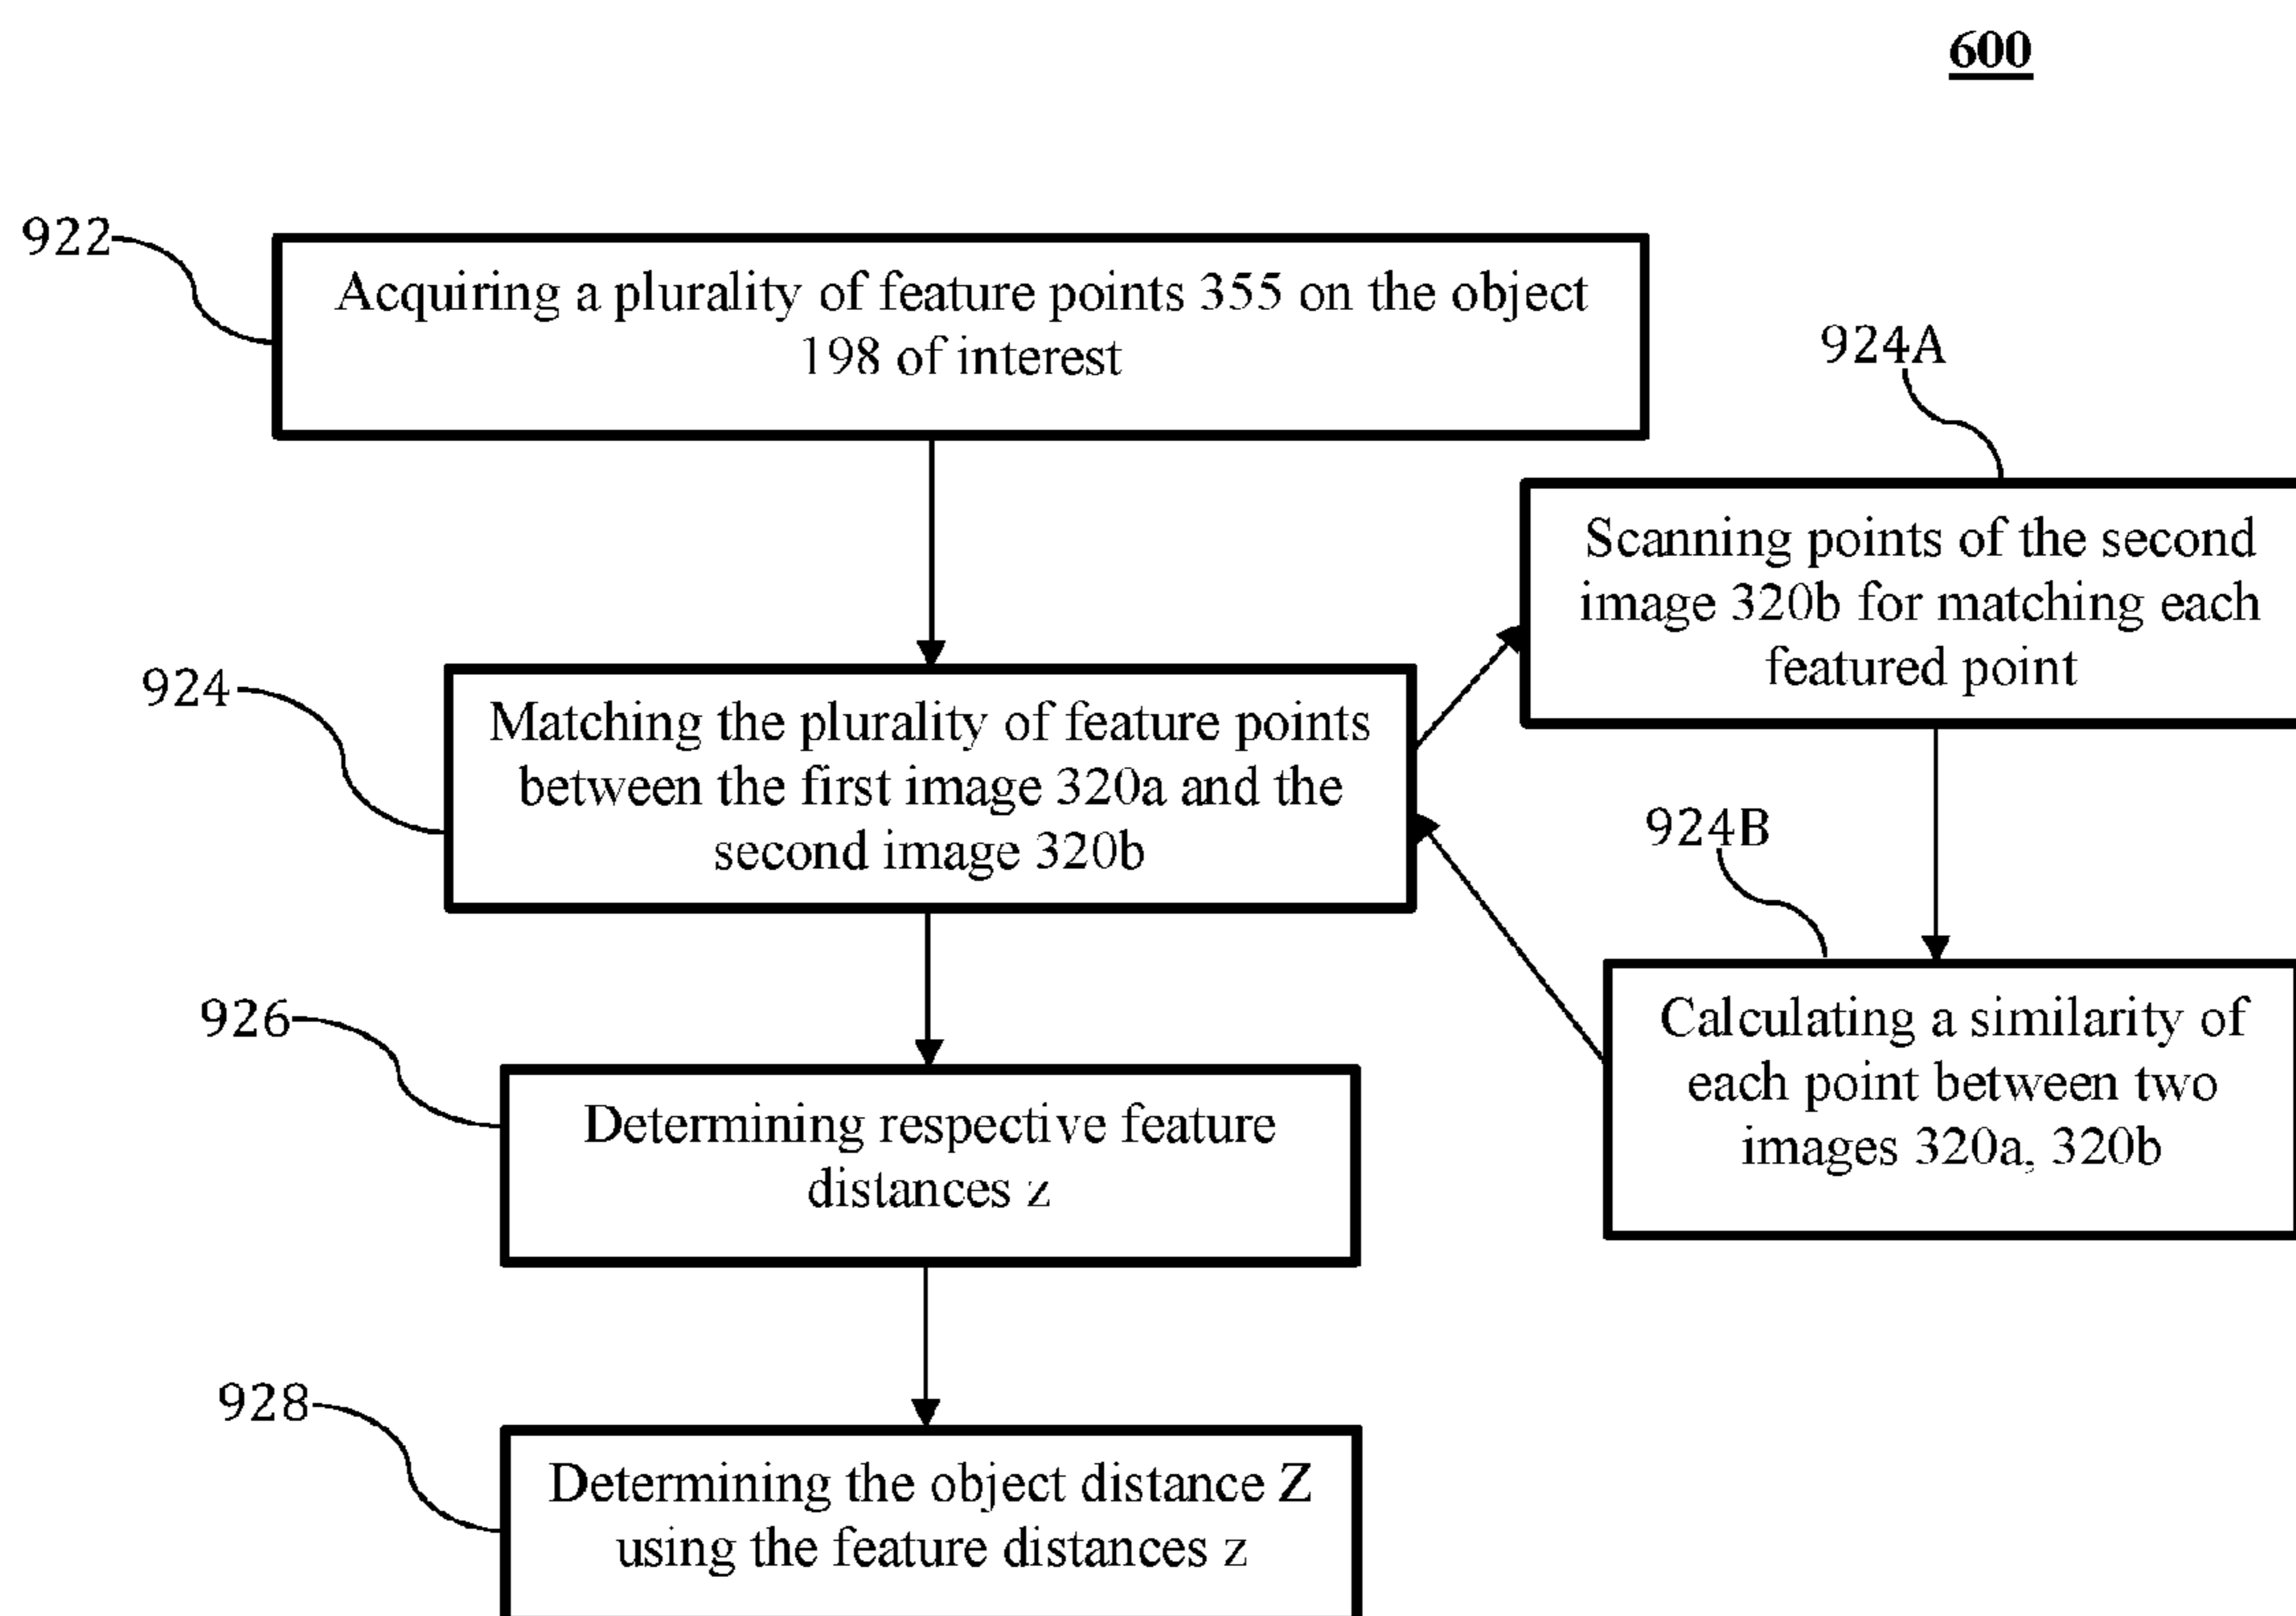 600
922
Acquiring a plurality of feature points 355 on the object
198 of interest
924A
Scanning points of the second
image 320b for matching each
featured point
924
Matching the plurality of feature points
between the first image 320a and the
second image 320b
924B
Calculating a similarity of
each point between two
images 320a, 320b
926
Determining respective feature
distances z
928
Determining the object distance Z
using the feature distances z